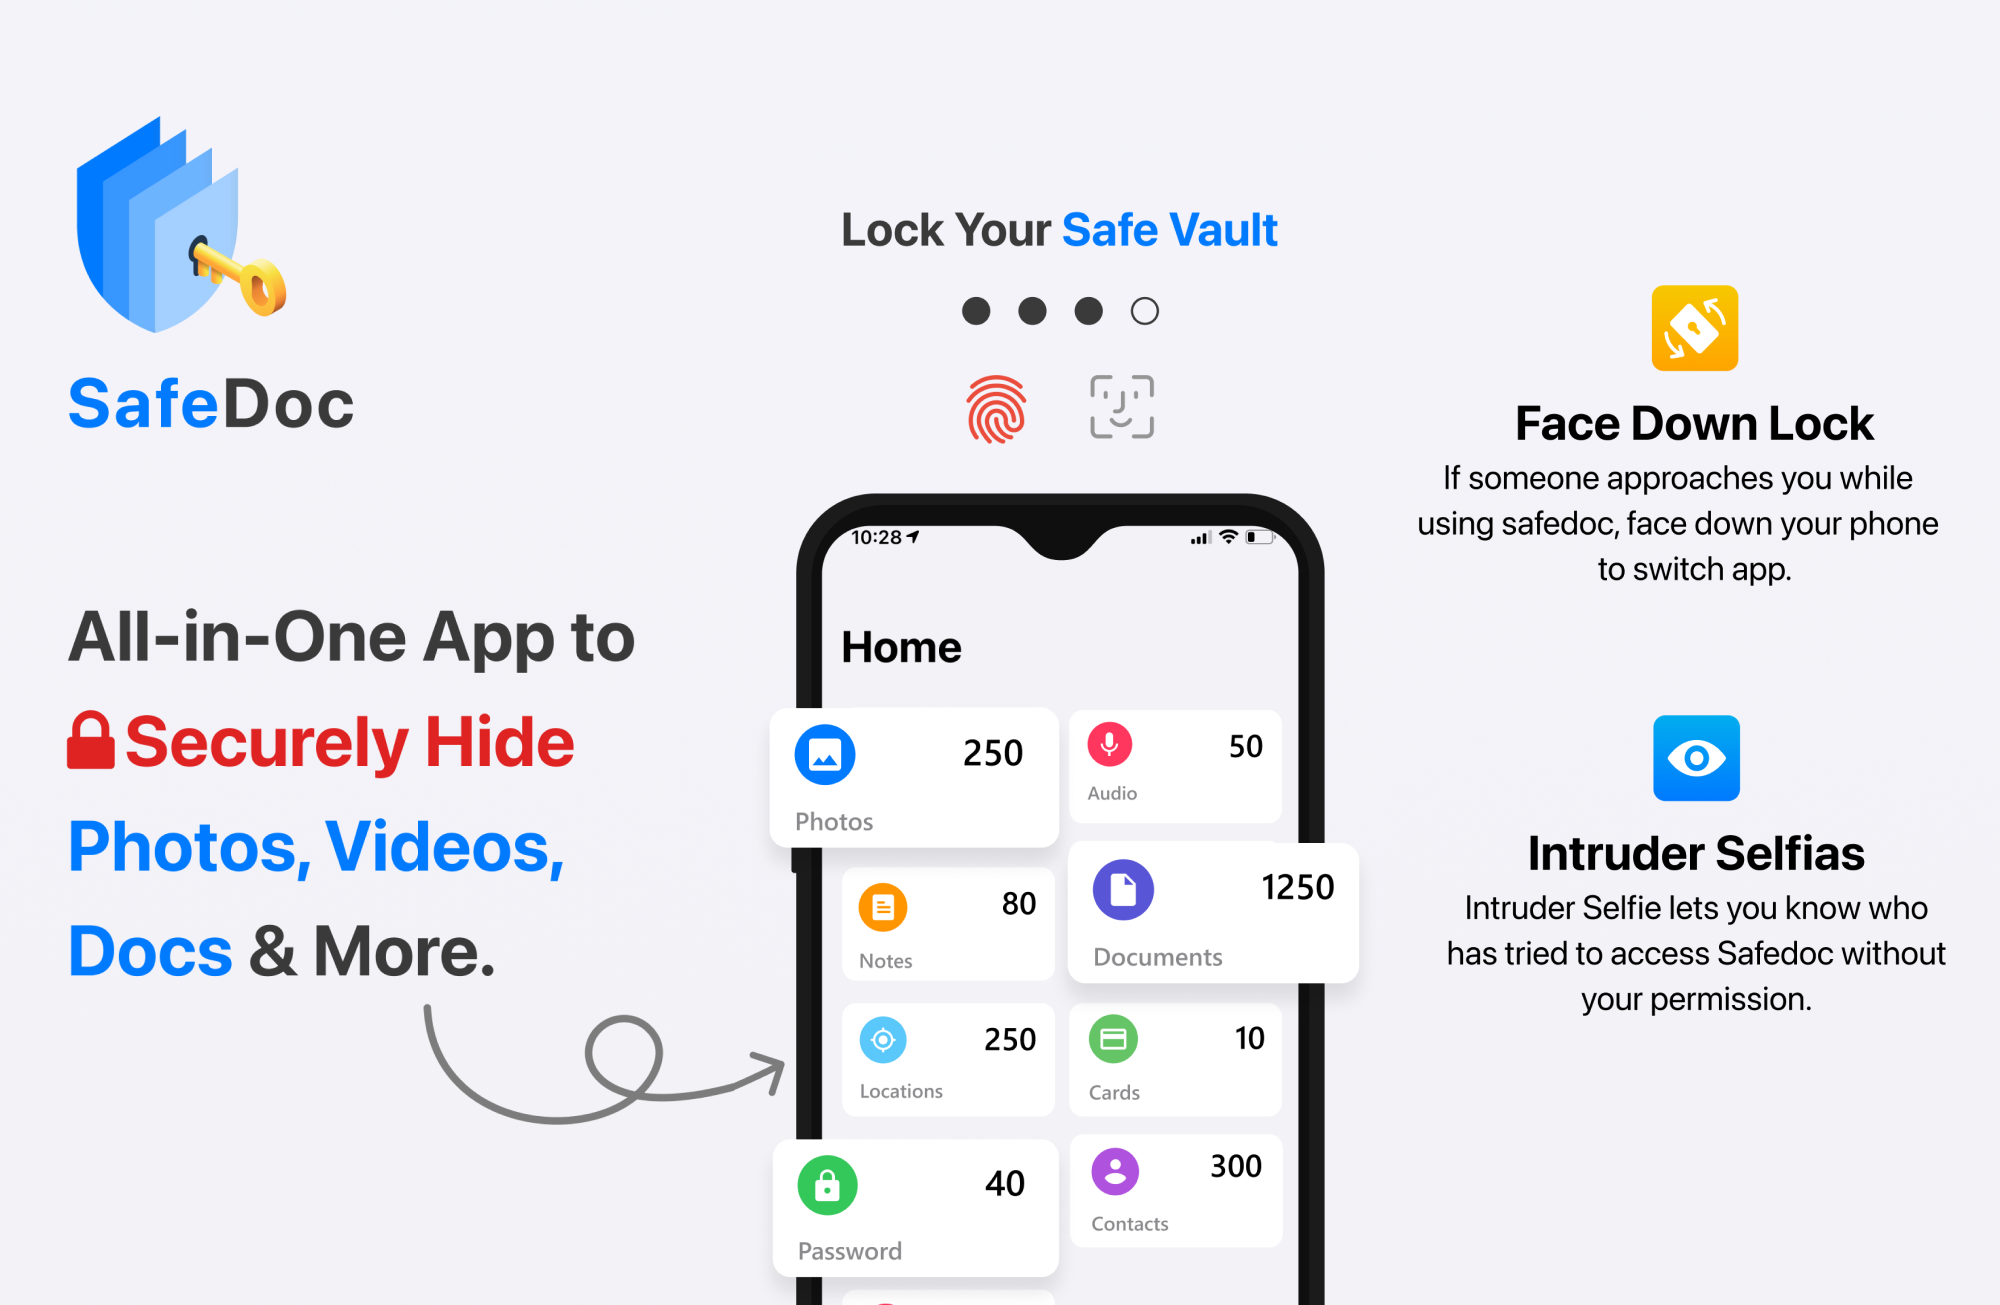 SafeDoc
All-in-One App to
Securely Hide
Photos, Videos,
Docs & More.
Lock Your Safe Vault
10:28
Home
250
Photos
50
Audio
80
Notes
1250
Documents
250
Locations
10
Cards
40
Password
300
Contacts
Face Down Lock
If someone approaches you while
using safedoc, face down your phone
to switch app.
Intruder Selfias
Intruder Selfie lets you know who
has tried to access Safedoc without
your permission.